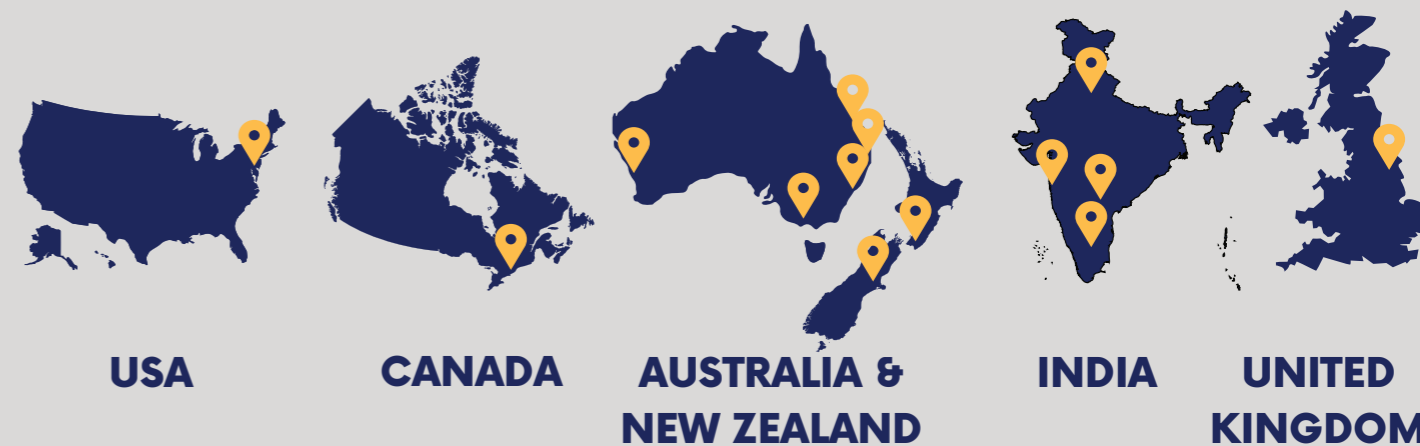 USA
CANADA
AUSTRALIA &
NEW ZEALAND
INDIA
UNITED
KINGDOM